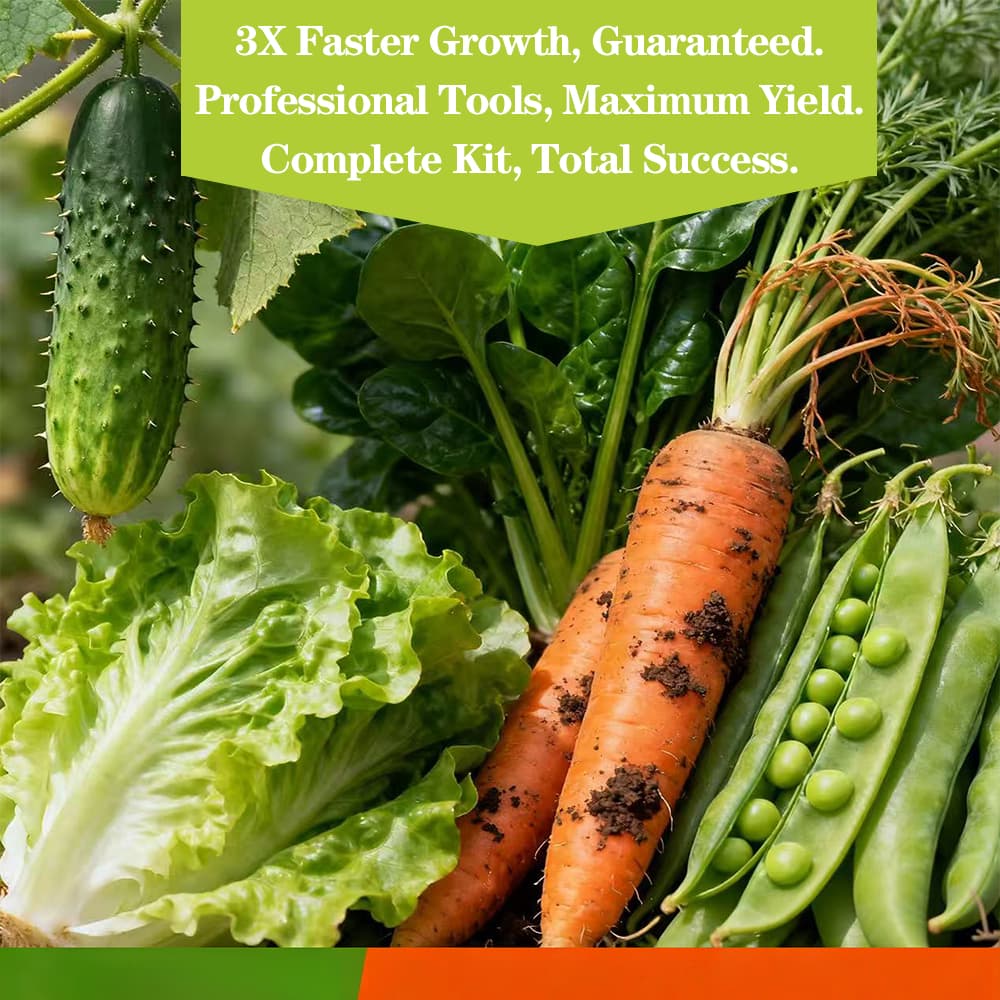 3X Faster Growth, Guaranteed.
Professional Tools, Maximum Yield.
Complete Kit, Total Success.